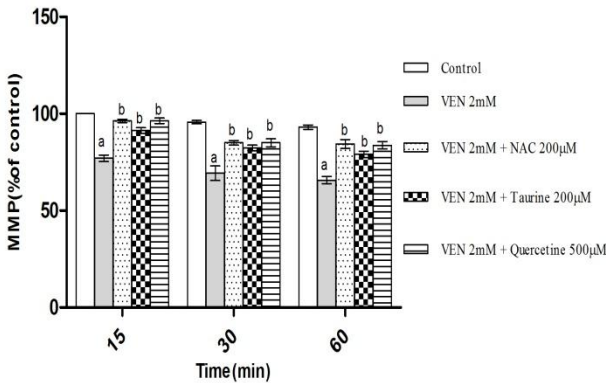 150
100
50
0
MMP(%of control)
a
b
b
b
a
b
b
b
a
b
b
b
15
30
60
Time(min)
Control
VEN 2mM
VEN 2mM + NAC 200μM
VEN 2mM + Taurine 200μM
VEN 2mM + Quercetine 500μM